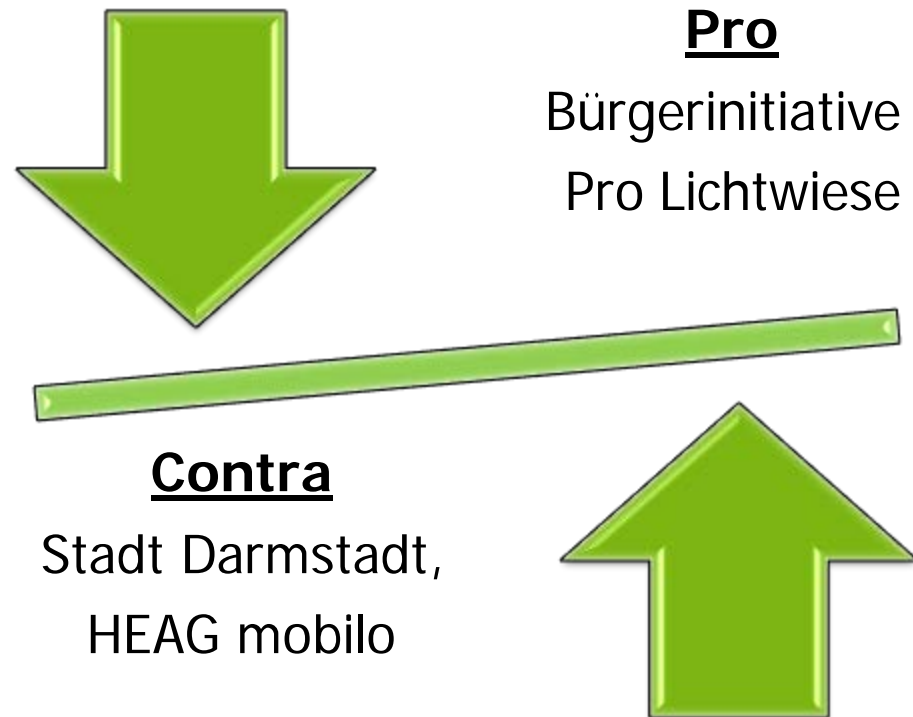 Pro
Bürgerinitiative
Pro Lichtwiese
Contra
Stadt Darmstadt,
HEAG mobilo